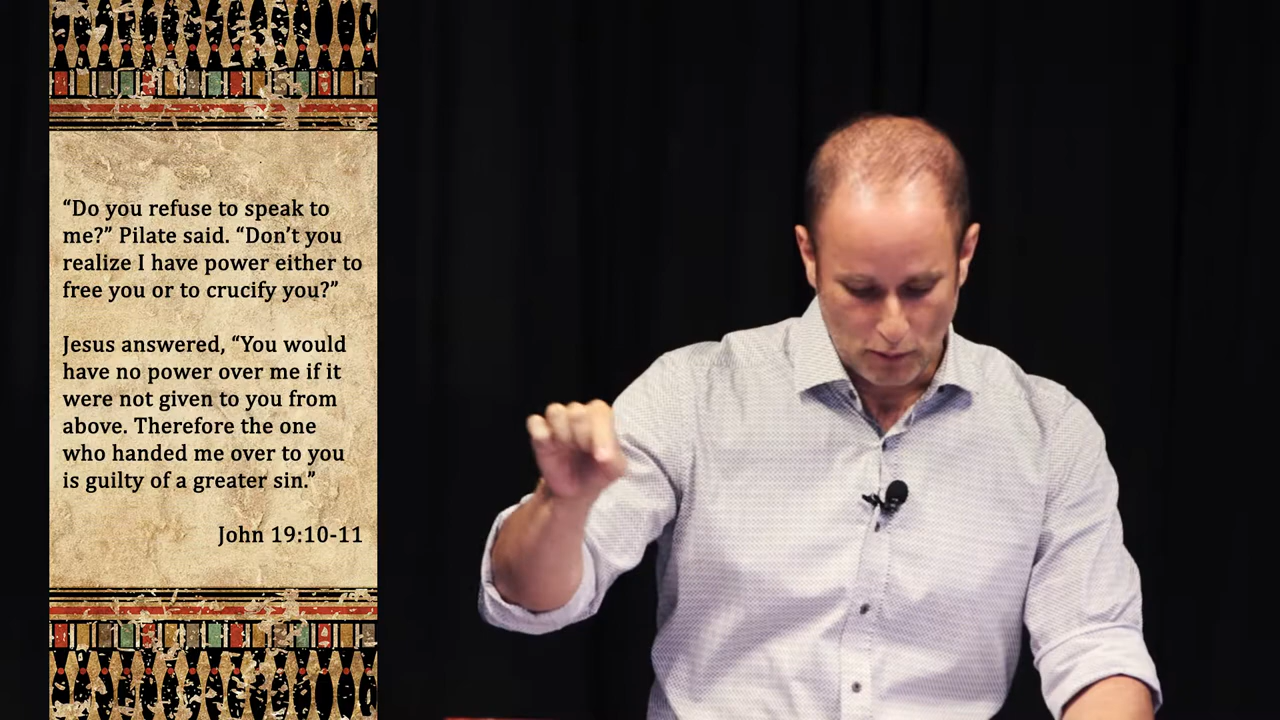 “Do you refuse to speak to
me?” Pilate said. “Don’t you
realize I have power either to
free you or to crucify you?”
Jesus answered, “You would
have no power over me if it
were not given to you from
above. Therefore the one
who handed me over to you
is guilty of a greater sin.”
John 19:10-11